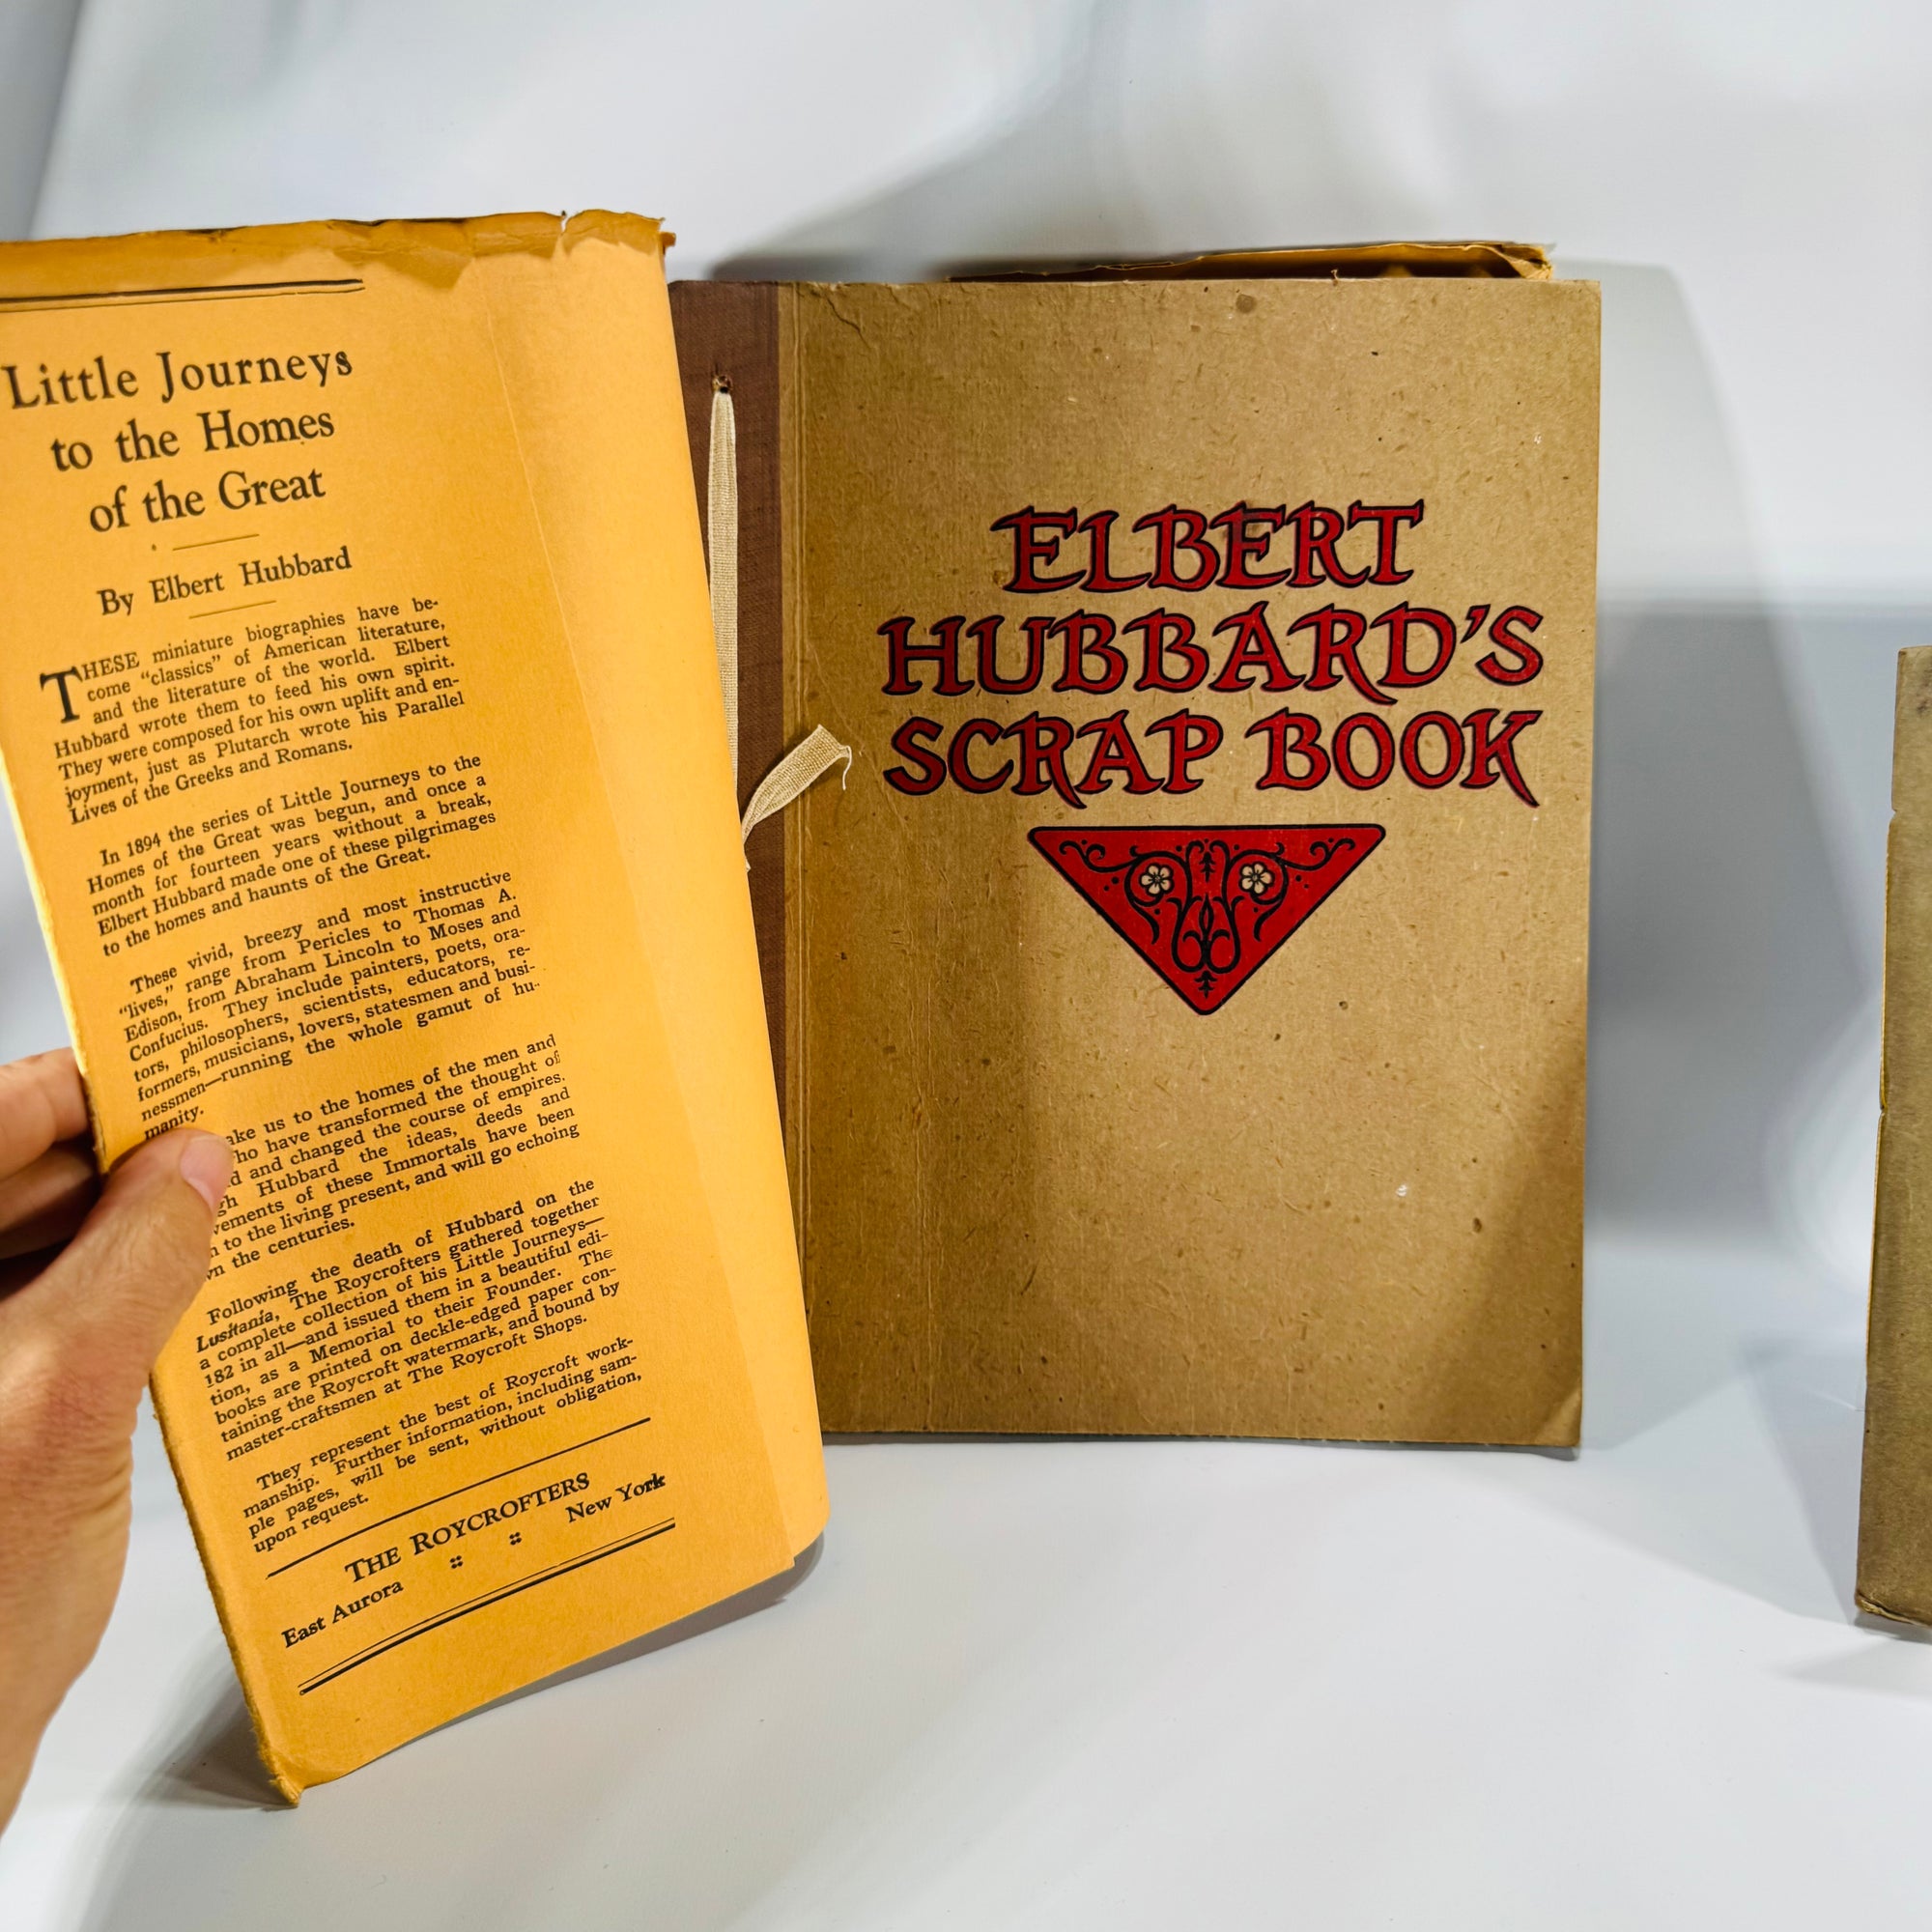 Little Journeys
to the Homes
of the Great
By Elbert Hubbard
THESE miniature biographies have be-
come "classics" of American literature,
and the literature of the world. Elbert
Hubbard wrote them to feed his own spirit.
They were composed for his own uplift and en-
joyment, just as Plutarch wrote his Parallel
Lives of the Greeks and Romans.
In 1894 the series of Little Journeys to the
Homes of the Great was begun, and once a
month for fourteen years without a break,
Elbert Hubbard made one of these pilgrimages
to the homes and haunts of the Great.
These vivid, breezy and most instructive
"lives," range from Pericles to Thomas A.
Edison, from Abraham Lincoln to Moses and
Confucius. They include painters, poets, ora-
tors, philosophers, scientists, educators, re-
formers, musicians, lovers, statesmen and busi-
nessmen—running the whole gamut of hu-
manity.
us to the homes of the men and
have transformed the thought of
and changed the course of empires.
Hubbard the ideas, deeds and
of these Immortals have been
to the living present, and will go echoing
the centuries.
Following the death of Hubbard on the
Lusitania, The Roycrofters gathered together
a complete collection of his Little Journeys—
182 in all—and issued them in a beautiful edi-
tion, as a Memorial to their Founder. The
books are printed on deckle-edged paper con-
taining the Roycroft watermark, and bound by
master-craftsmen at The Roycroft Shops.
They represent the best of Roycroft work-
manship. Further information, including sam-
ple pages, will be sent, without obligation,
upon request.
THE ROYCROFTERS
East Aurora New York
ELBERT
HUBBARD'S
SCRAP BOOK